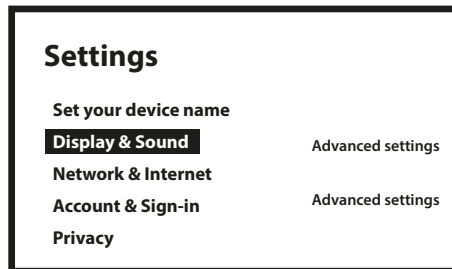 Settings
Set your device name
Display & Sound
Advanced settings
Network & Internet
Account & Sign-in
Advanced settings
Privacy